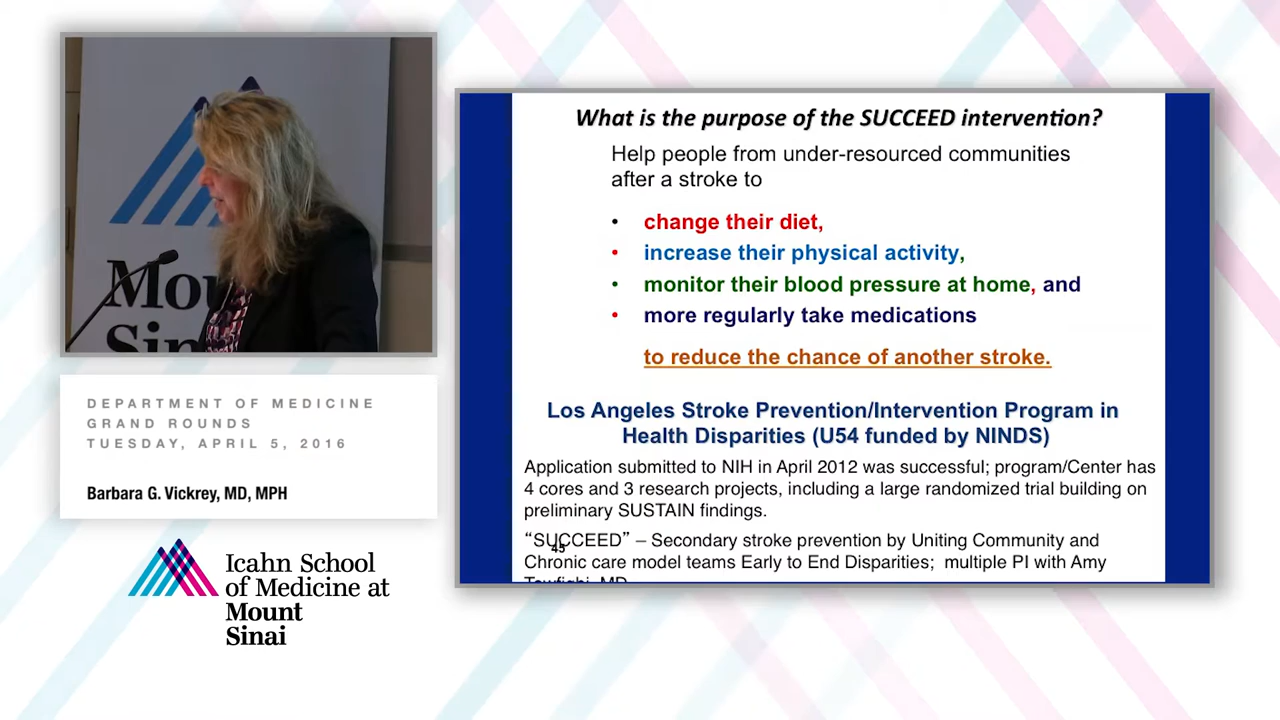 Mou
Sin
DEPARTMENT OF MEDICINE
GRAND ROUNDS
TUESDAY, APRIL 5, 2016
Barbara G. Vickrey, MD, MPH
Icahn School
of Medicine at
Mount
Sinai
What is the purpose of the SUCCEED intervention?
Help people from under-resourced communities
after a stroke to
• change their diet,
• increase their physical activity,
• monitor their blood pressure at home, and
• more regularly take medications
to reduce the chance of another stroke.
Los Angeles Stroke Prevention/Intervention Program in
Health Disparities (U54 funded by NINDS)
Application submitted to NIH in April 2012 was successful; program/Center has
4 cores and 3 research projects, including a large randomized trial building on
preliminary SUSTAIN findings.
“SUCCEED” – Secondary stroke prevention by Uniting Community and
45
Chronic care model teams Early to End Disparities; multiple PI with Amy
Towfighi, MD